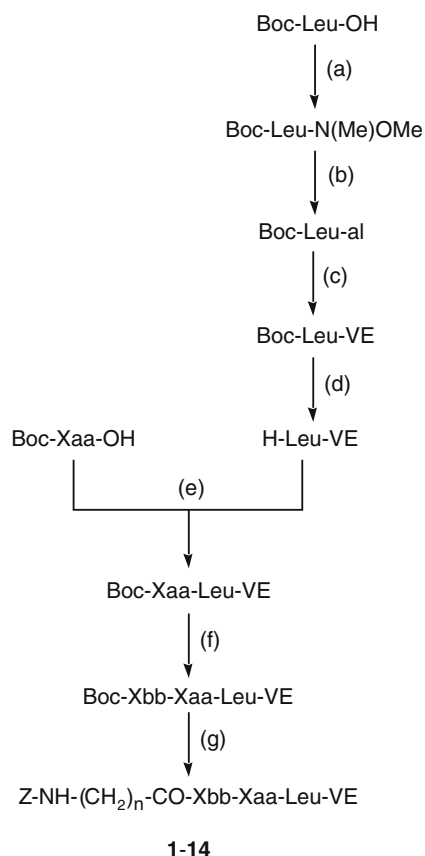 Boc-Leu-OH
(a)
Boc-Leu-N(Me)OMe
(b)
Boc-Leu-al
(c)
Boc-Leu-VE
(d)
Boc-Xaa-OH H-Leu-VE
(e)
Boc-Xaa-Leu-VE
(f)
Boc-Xbb-Xaa-Leu-VE
(g)
Z-NH-(CH2)n-CO-Xbb-Xaa-Leu-VE
1-14